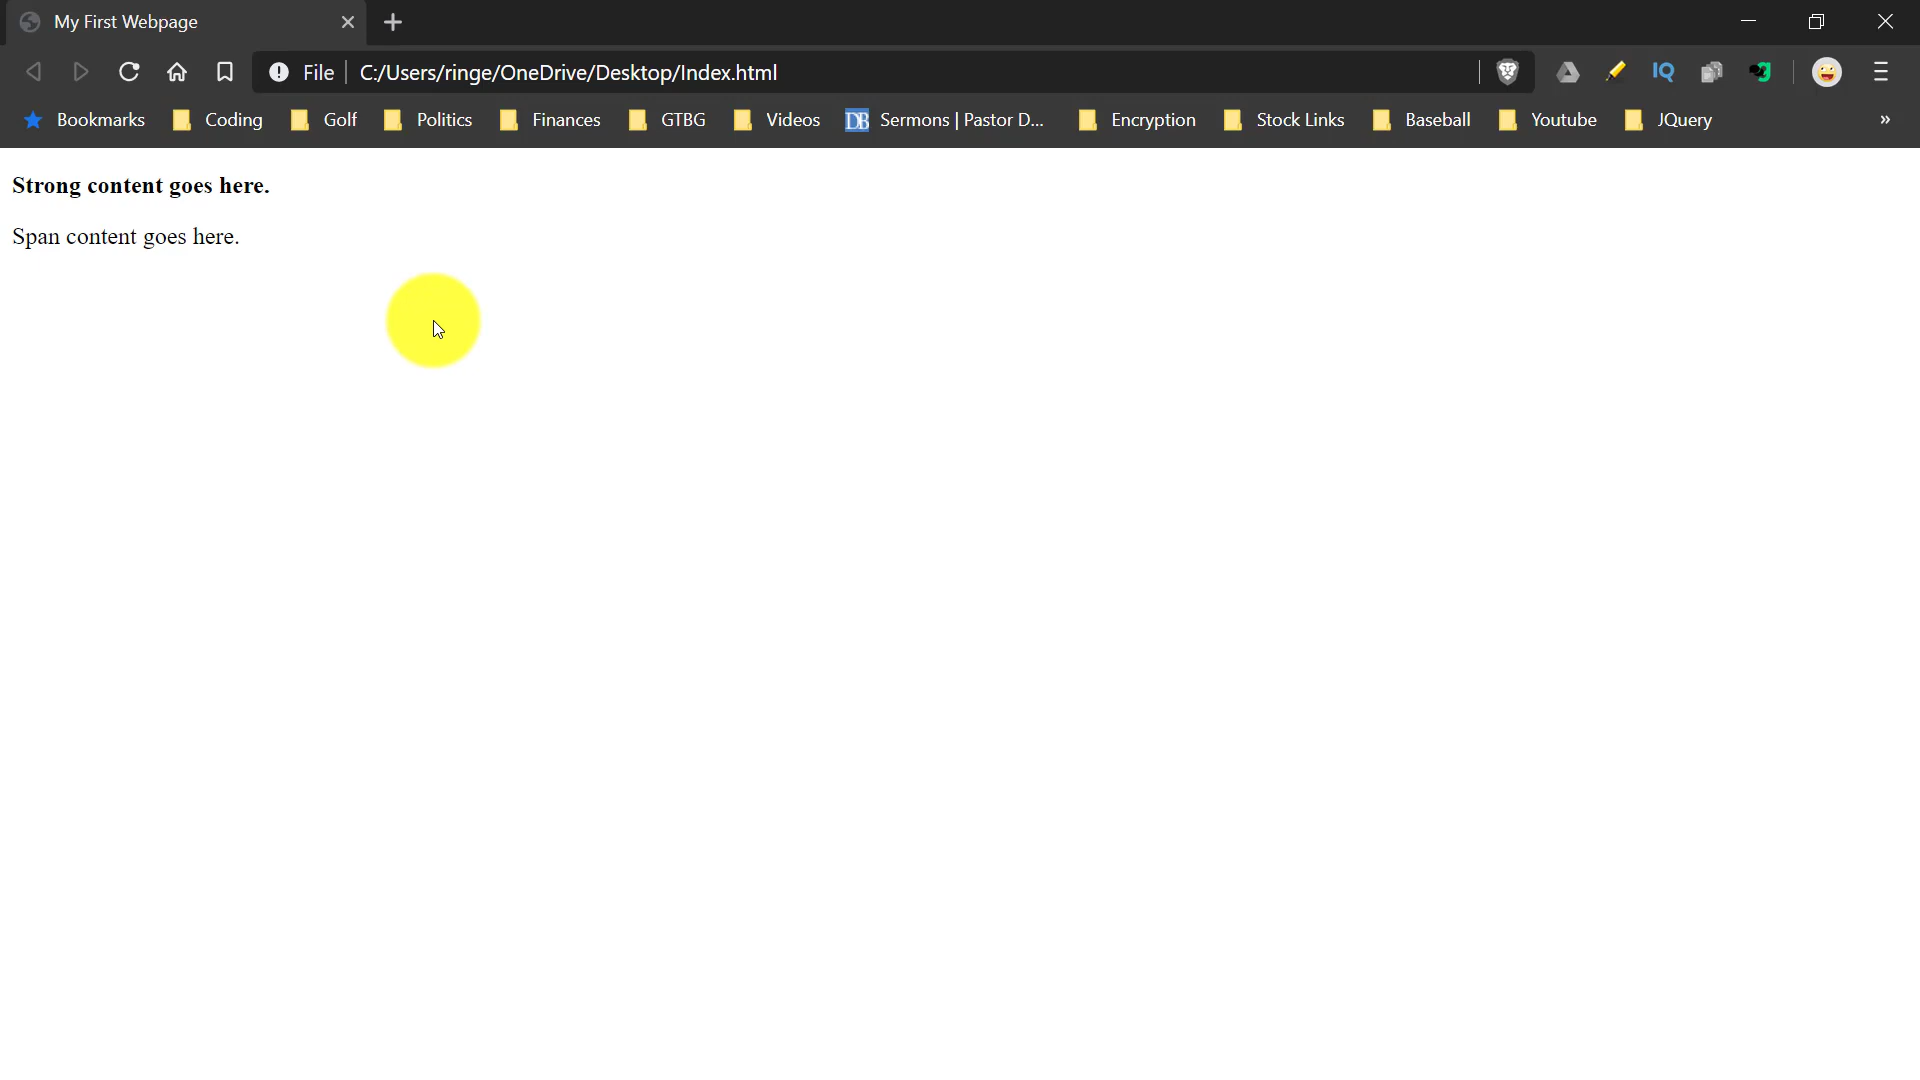 My First Webpage
File C:/Users/ringe/OneDrive/Desktop/Index.html
IQ
Bookmarks Coding Golf Politics Finances GTBG Videos DB Sermons | Pastor D... Encryption Stock Links Baseball Youtube JQuery »
Strong content goes here.
Span content goes here.